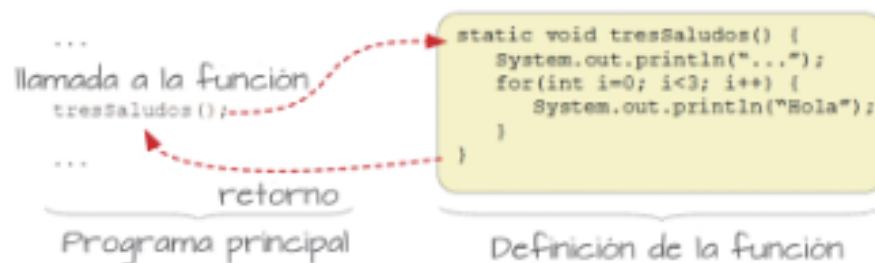 ...
llamada a la función
tresSaludos();
...
retorno
Programa principal
static void tresSaludos() {
System.out.println("...");
for(int i=0; i<3; i++) {
System.out.println("Hola");
}
}
Definición de la función